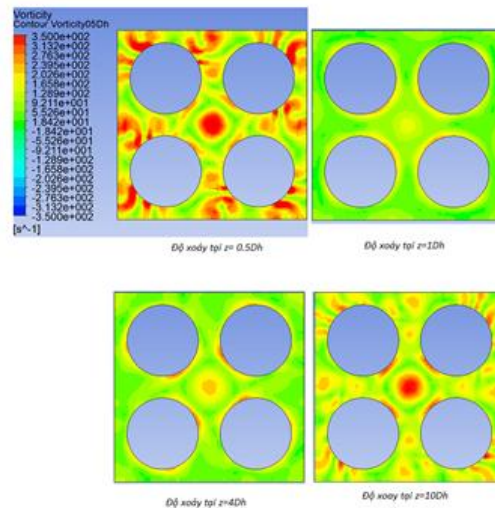 Vorticity
Contour Vorticity05Dh
3.500e+002
3.132e+002
2.763e+002
2.395e+002
2.026e+002
1.658e+002
1.289e+002
9.211e+001
5.526e+001
1.842e+001
-1.842e+001
-5.526e+001
-9.211e+001
-1.289e+002
-1.658e+002
-2.026e+002
-2.395e+002
-2.763e+002
-3.132e+002
-3.500e+002
[s^-1]
Độ xoáy tại z= 0.5Dh
Độ xoáy tại z=1Dh
Độ xoáy tại z=4Dh
Độ xoay tại z=10Dh